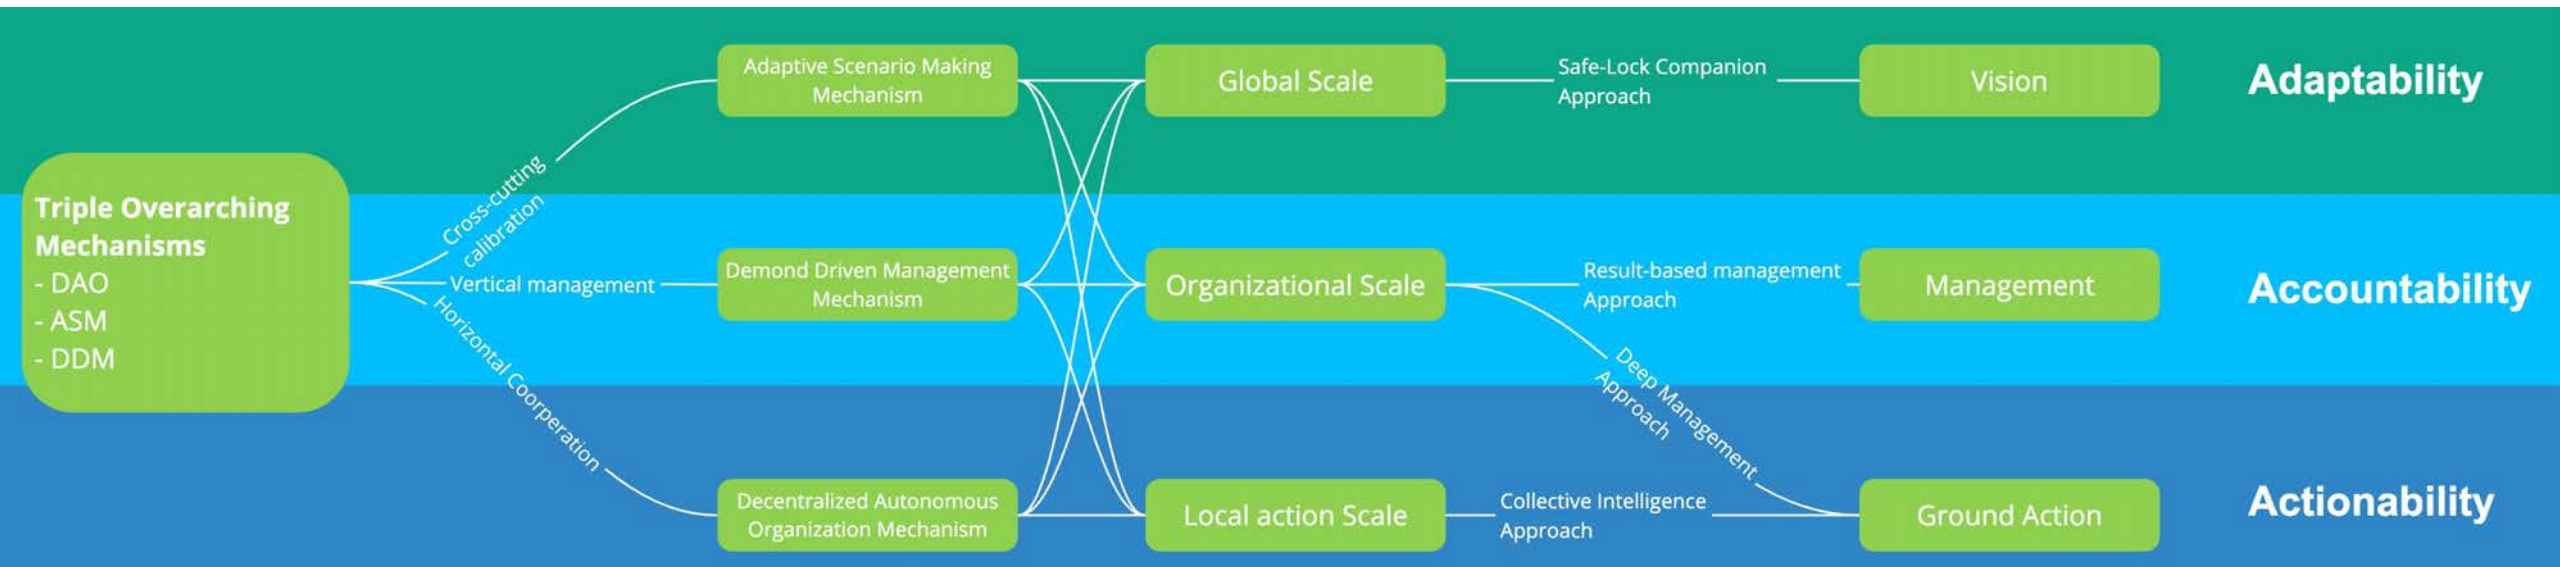 Triple Overarching
Mechanisms
- DAO
- ASM
- DDM
Cross-cutting
calibration
Vertical management
Horizontal Coorperation
Adaptive Scenario Making
Mechanism
Demond Driven Management
Mechanism
Decentralized Autonomous
Organization Mechanism
Global Scale
Organizational Scale
Local action Scale
Safe-Lock Companion
Approach
Result-based management
Approach
Deep Management
Approach
Collective Intelligence
Approach
Vision
Management
Ground Action
Adaptability
Accountability
Actionability